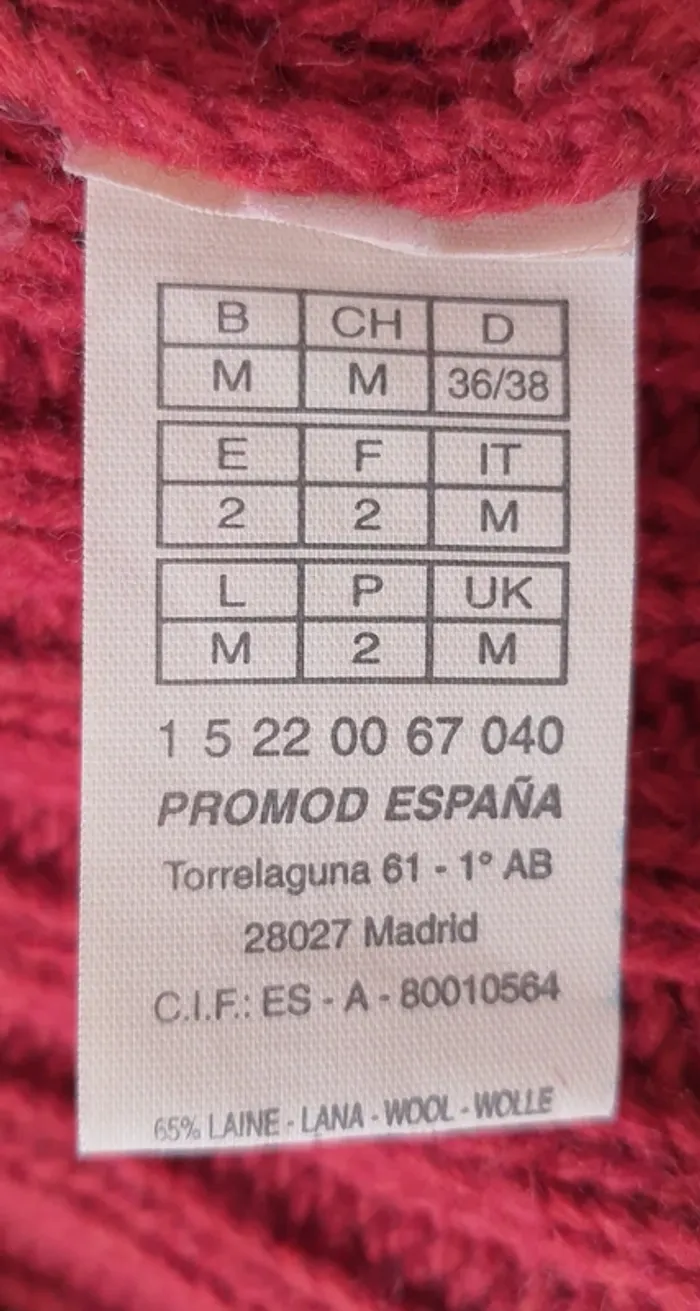 B CH D
M M 36/38
E F IT
2 2 M
L P UK
M 2 M
1 5 22 00 67 040
PROMOD ESPAÑA
Torrelaguna 61 - 1° AB
28027 Madrid
C.I.F.: ES - A - 80010564
65% LAINE - LANA - WOOL - WOLLE